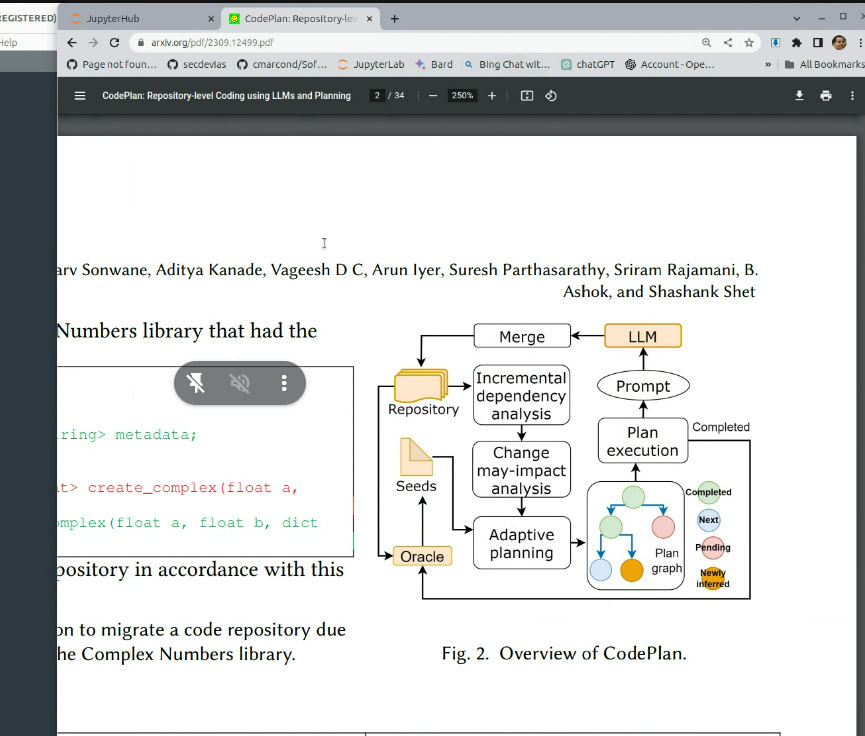 EGISTERED)
JupyterHub
CodePlan: Repository-lev
Help
arxiv.org/pdf/2309.12499.pdf
Page not foun...
secdevias
cmarcond/Sof...
JupyterLab
Bard
Bing Chat wit...
chatGPT
Account - Ope...
»
All Bookmarks
CodePlan: Repository-level Coding using LLMs and Planning
2 / 34
250%
arv Sonwane, Aditya Kanade, Vageesh D C, Arun Iyer, Suresh Parthasarathy, Sriram Rajamani, B.
Ashok, and Shashank Shet
Numbers library that had the
ring> metadata;
at> create_complex(float a,
omplex(float a, float b, dict
pository in accordance with this
on to migrate a code repository due
he Complex Numbers library.
Merge
LLM
Repository
Incremental
dependency
analysis
Prompt
Completed
Plan
execution
Seeds
Change
may-impact
analysis
Oracle
Adaptive
planning
Plan
graph
Completed
Next
Pending
Newly
inferred
Fig. 2. Overview of CodePlan.